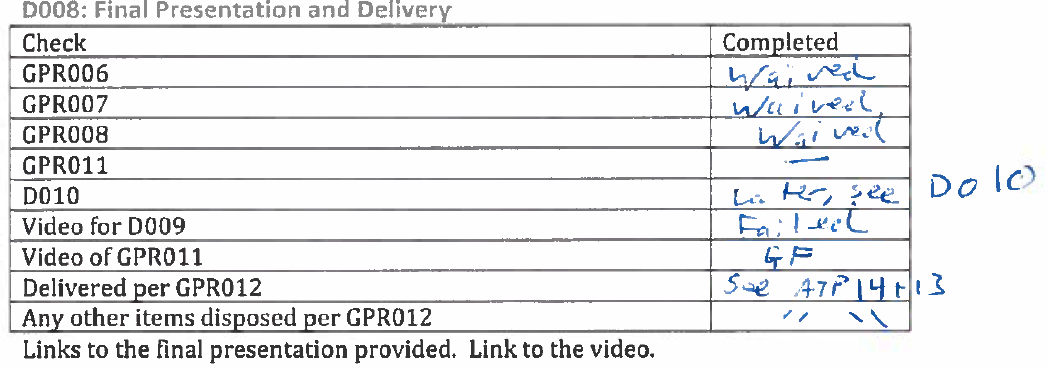 D008: Final Presentation and Delivery
Check Completed
GPR006 Waived
GPR007 Waived
GPR008 Waived
GPR011 —
D010 Later, see D010
Video for D009 Failed
Video of GPR011 GF
Delivered per GPR012 See ATP 14 + 13
Any other items disposed per GPR012 " "
Links to the final presentation provided. Link to the video.